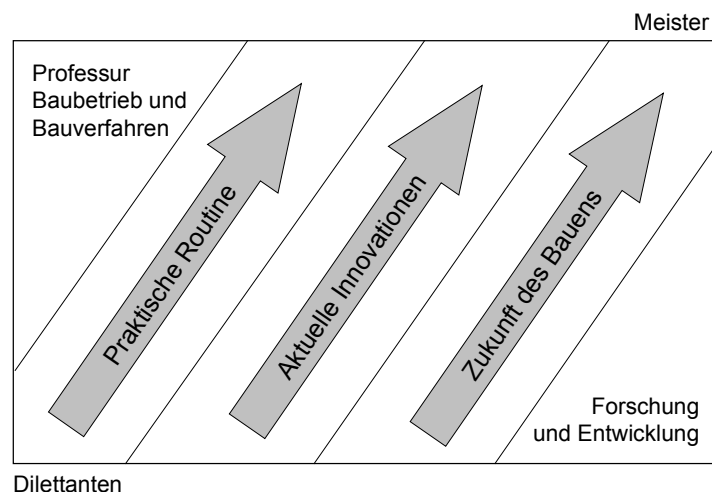 Meister
Professur
Baubetrieb und
Bauverfahren
Praktische Routine
Aktuelle Innovationen
Zukunft des Bauens
Forschung
und Entwicklung
Dilettanten